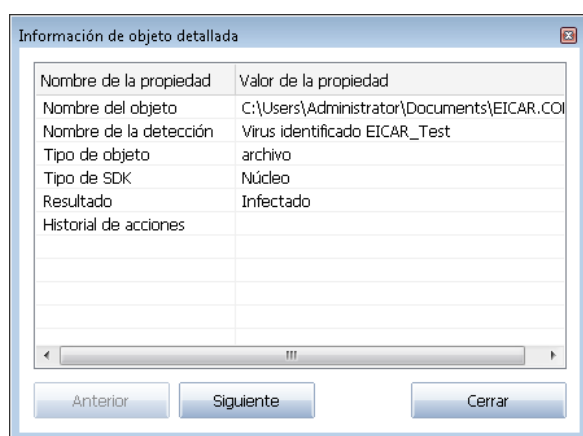 Información de objeto detallada
Nombre de la propiedad Valor de la propiedad
Nombre del objeto C:\Users\Administrator\Documents\EICAR.CO
Nombre de la detección Virus identificado EICAR_Test
Tipo de objeto archivo
Tipo de SDK Núcleo
Resultado Infectado
Historial de acciones
Anterior Siguiente Cerrar